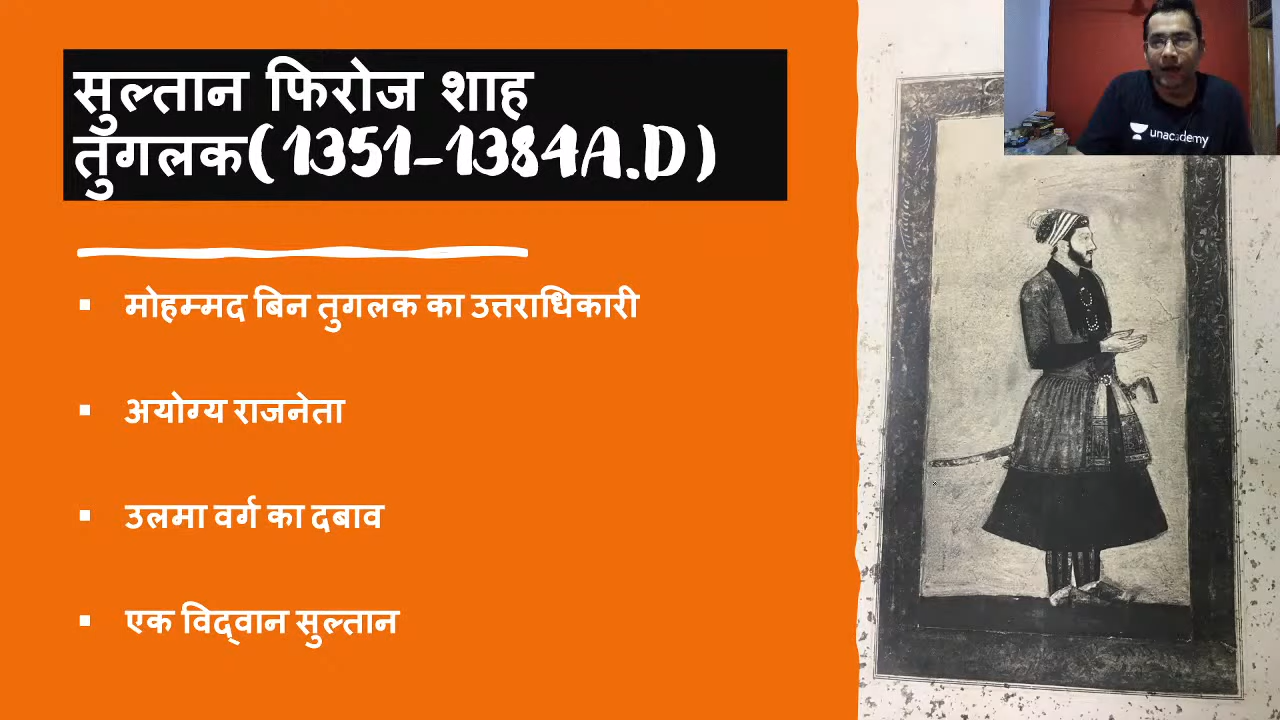 सुल्तान फिरोज शाह
तुगलक(1351-1384A.D)
मोहम्मद बिन तुगलक का उत्तराधिकारी
अयोग्य राजनेता
उलमा वर्ग का दबाव
एक विद्वान सुल्तान
unacademy